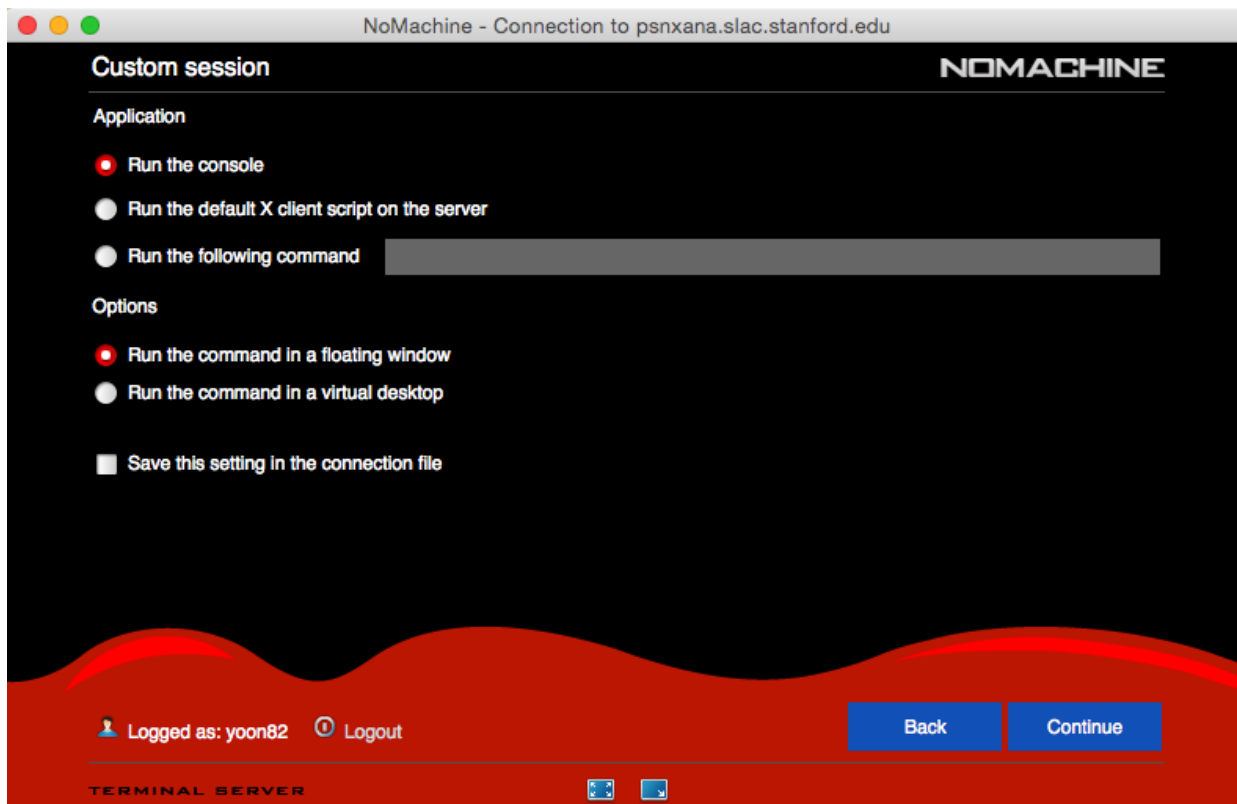 NoMachine - Connection to psnxana.slac.stanford.edu
Custom session NOMACHINE
Application
Run the console
Run the default X client script on the server
Run the following command
Options
Run the command in a floating window
Run the command in a virtual desktop
Save this setting in the connection file
Logged as: yoon82 Logout Back Continue
TERMINAL SERVER